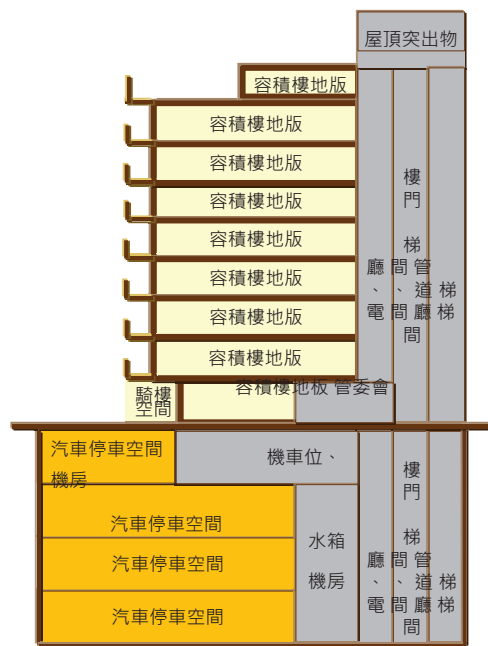 屋頂突出物
容積樓地版
容積樓地版
容積樓地版
容積樓地版
容積樓地版
容積樓地版
容積樓地版
容積樓地版
樓
門
梯
廳 間 管
、 、 道 梯
電 間 廳 梯
間
容積樓地板 管委會
騎樓
空間
汽車停車空間
機房
機車位、
汽車停車空間
汽車停車空間
汽車停車空間
水箱
機房
樓
門
梯
廳 間 管
、 、 道 梯
電 間 廳 梯
間